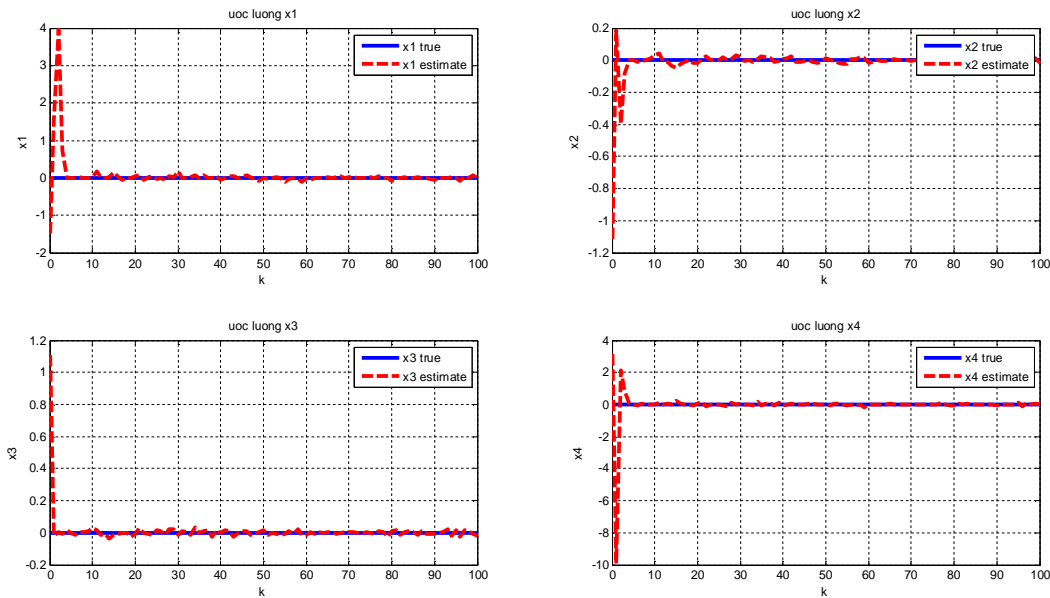 uoc luong x1
x1
4
3
2
1
0
-1
-2
x1 true
x1 estimate
0 10 20 30 40 50 60 70 80 90 100
k
uoc luong x2
x2
0.2
0
-0.2
-0.4
-0.6
-0.8
-1
-1.2
x2 true
x2 estimate
0 10 20 30 40 50 60 70 80 90 100
k
uoc luong x3
x3
1.2
1
0.8
0.6
0.4
0.2
0
-0.2
x3 true
x3 estimate
0 10 20 30 40 50 60 70 80 90 100
k
uoc luong x4
x4
4
2
0
-2
-4
-6
-8
-10
x4 true
x4 estimate
0 10 20 30 40 50 60 70 80 90 100
k